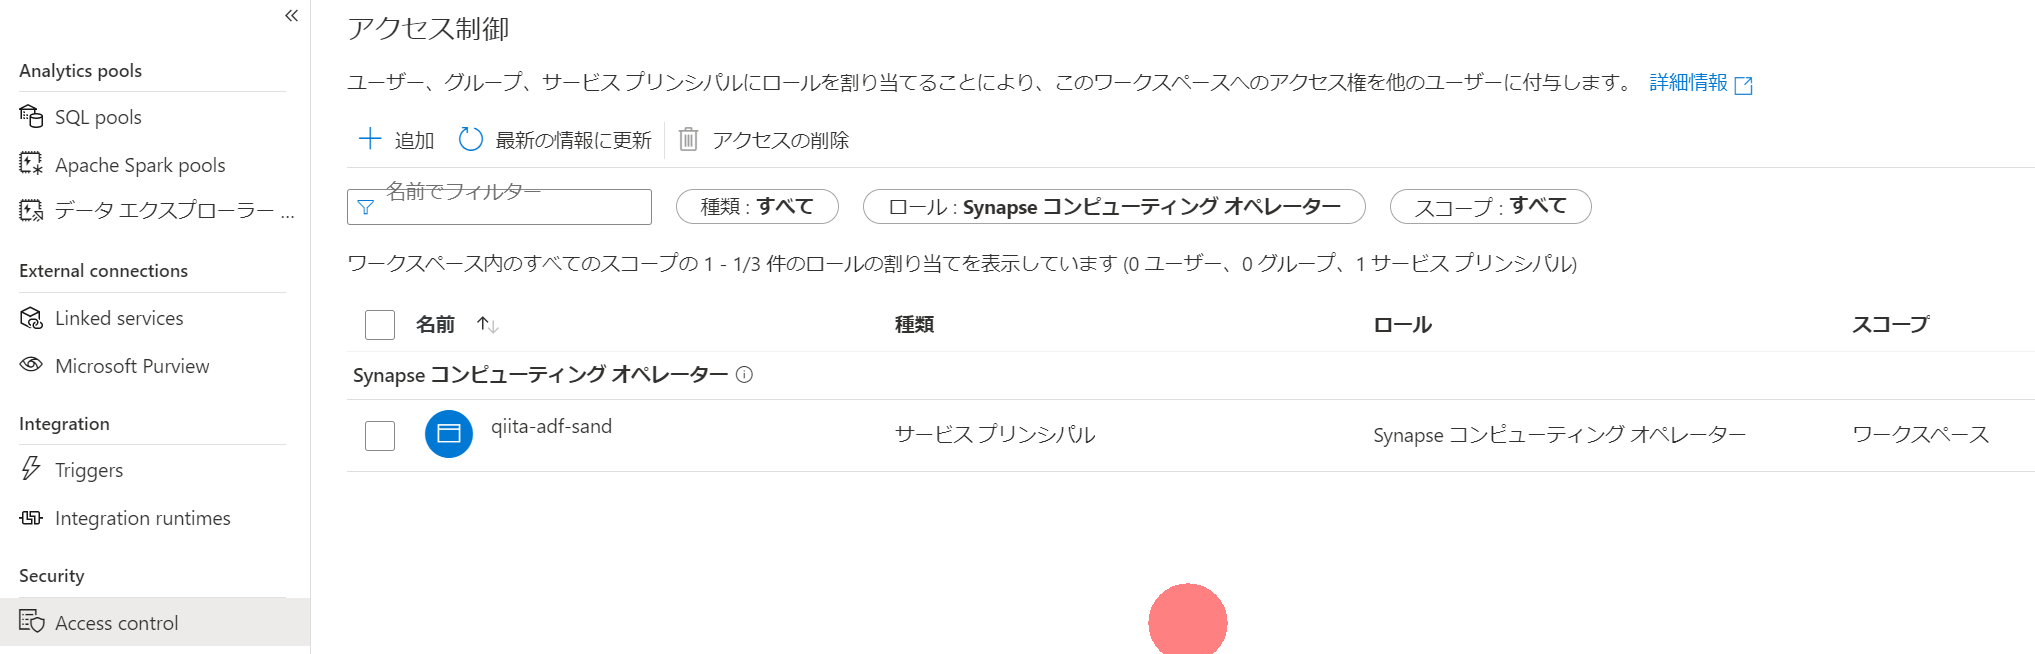 Analytics pools
SQL pools
Apache Spark pools
データ エクスプローラー ...
External connections
Linked services
Microsoft Purview
Integration
Triggers
Integration runtimes
Security
Access control
アクセス制御
ユーザー、グループ、サービス プリンシパルにロールを割り当てることにより、このワークスペースへのアクセス権を他のユーザーに付与します。 詳細情報
追加 最新の情報に更新 アクセスの削除
名前でフィルター 種類 : すべて ロール : Synapse コンピューティング オペレーター スコープ : すべて
ワークスペース内のすべてのスコープの 1 - 1/3 件のロールの割り当てを表示しています (0 ユーザー、0 グループ、1 サービス プリンシパル)
名前 種類 ロール スコープ
Synapse コンピューティング オペレーター
qiita-adf-sand サービス プリンシパル Synapse コンピューティング オペレーター ワークスペース